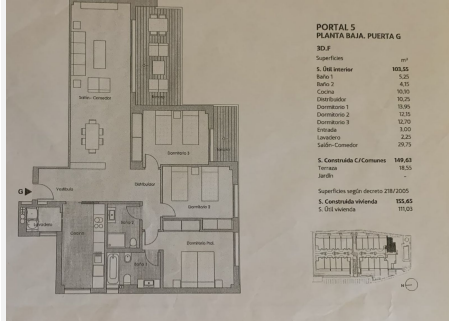 PORTAL 5
PLANTA BAJA. PUERTA G
3D.F
Superficies m²
S. Útil interior 103,55
Baño 1 5,25
Baño 2 4,15
Cocina 10,10
Distribuidor 10,25
Dormitorio 1 13,95
Dormitorio 2 12,15
Dormitorio 3 12,70
Entrada 3,00
Lavadero 2,25
Salón-Comedor 29,75
S. Construida C/Comunes 149,63
Terraza 18,55
Jardín -
Superficies según decreto 218/2005
S. Construida vivienda 155,65
S. Útil vivienda 111,03
Salón - Comedor
Terraza
Dormitorio 3
Distribuidor
Vestíbulo
G
Dormitorio 2
Lavadero
Cocina
Baño 2
Baño 1
Dormitorio Ppal.
N